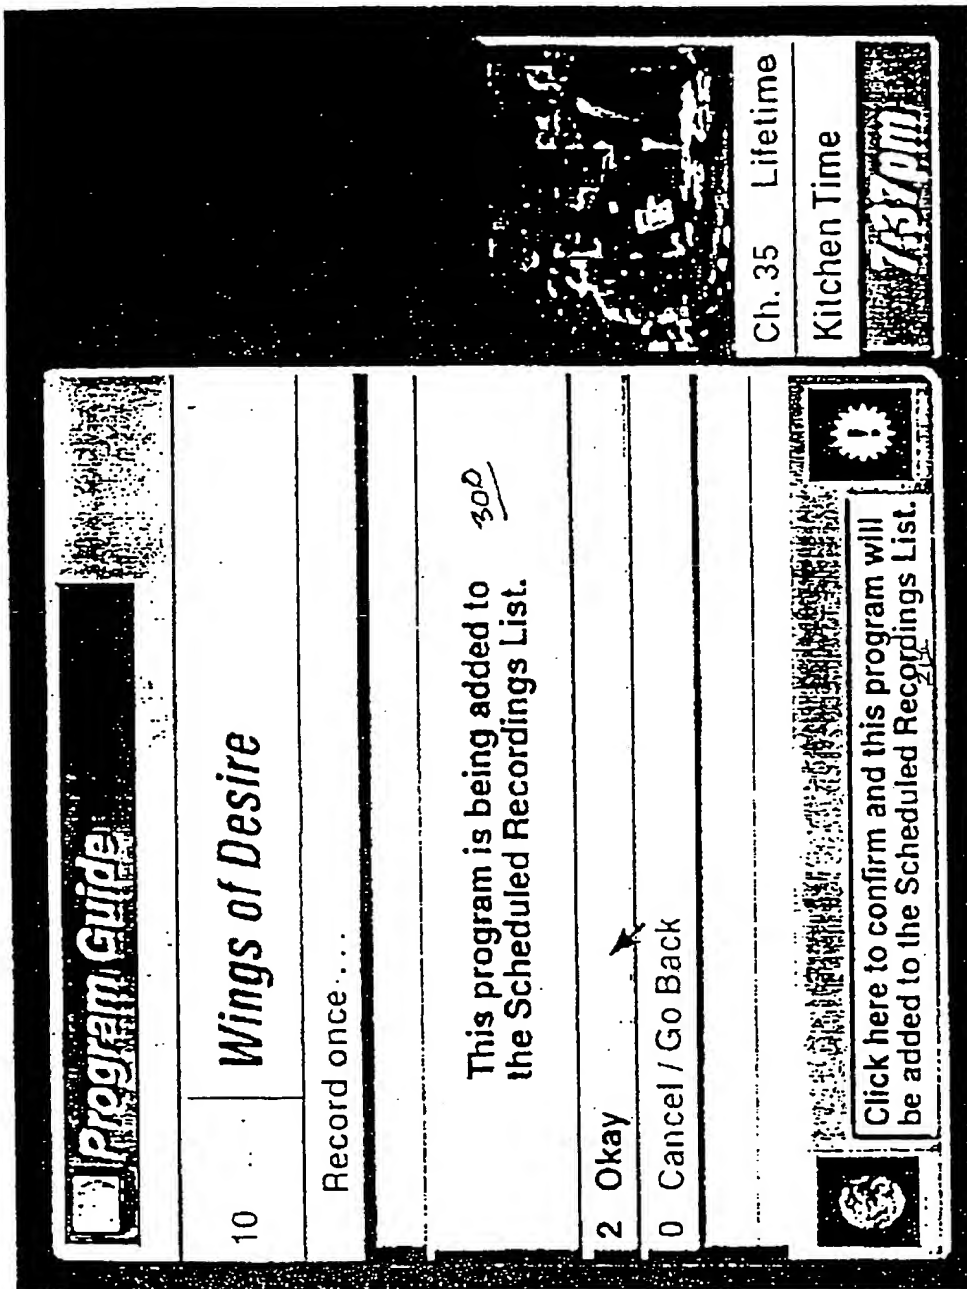 Program Guide
10 Wings of Desire
Record once...
This program is being added to
the Scheduled Recordings List.
300
2 Okay
0 Cancel / Go Back
Click here to confirm and this program will
be added to the Scheduled Recordings List.
Ch. 35 Lifetime
Kitchen Time
7:37pm